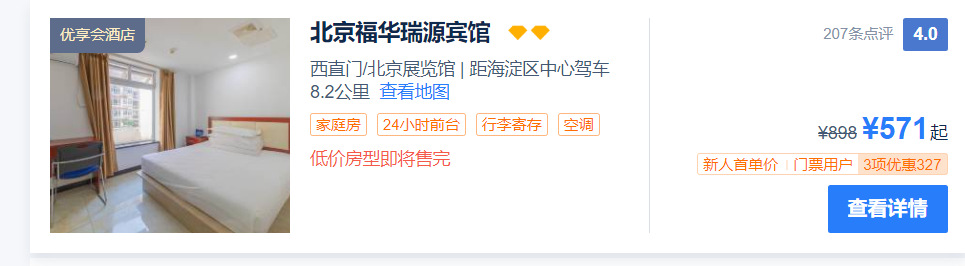 优享会酒店
北京福华瑞源宾馆
西直门/北京展览馆 | 距海淀区中心驾车
8.2公里 查看地图
家庭房 24小时前台 行李寄存 空调
低价房型即将售完
207条点评 4.0
¥898 ¥571起
新人首单价 门票用户 3项优惠327
查看详情